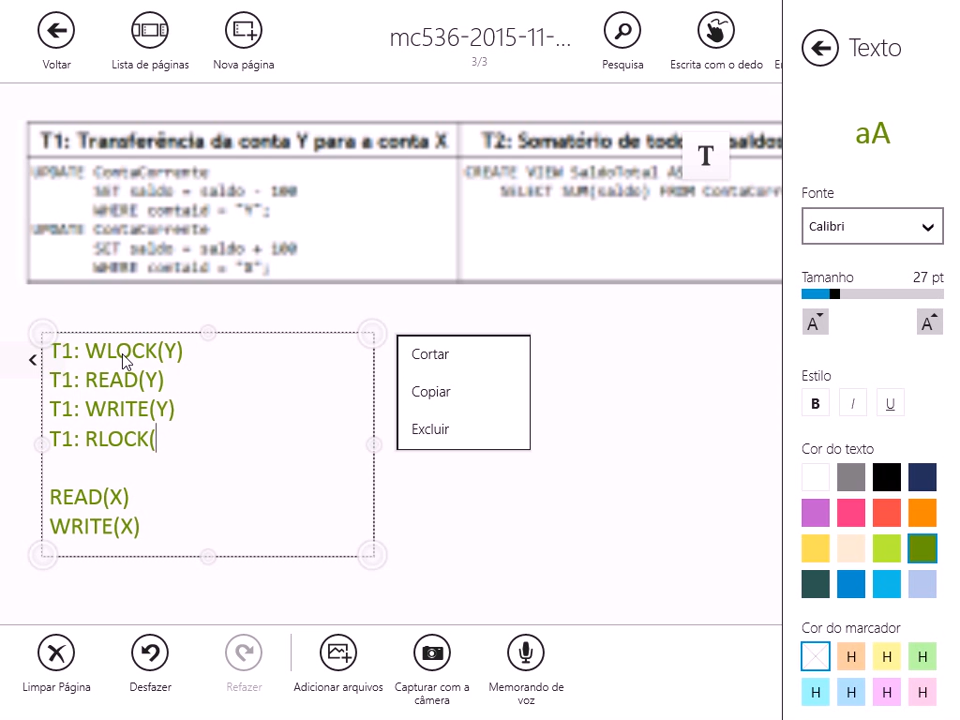 Voltar
Lista de páginas
Nova página
mc536-2015-11-...
3/3
Pesquisa
Escrita com o dedo
Texto
aA
Fonte
Calibri
Tamanho 27 pt
A A
Estilo
B I U
Cor do texto
Cor do marcador
H H H
H H H H
T1: Transferência da conta Y para a conta X
UPDATE ContaCorrente
SET saldo = saldo - 100
WHERE contaid = "Y";
UPDATE ContaCorrente
SET saldo = saldo + 100
WHERE contaid = "X";
T2: Somatório de saldos
CREATE VIEW SaldoTotal AS
SELECT SUM(saldo) FROM
T
T1: WLOCK(Y)
T1: READ(Y)
T1: WRITE(Y)
T1: RLOCK(
READ(X)
WRITE(X)
Cortar
Copiar
Excluir
Limpar Página
Desfazer
Refazer
Adicionar arquivos
Capturar com a
câmera
Memorando de
voz